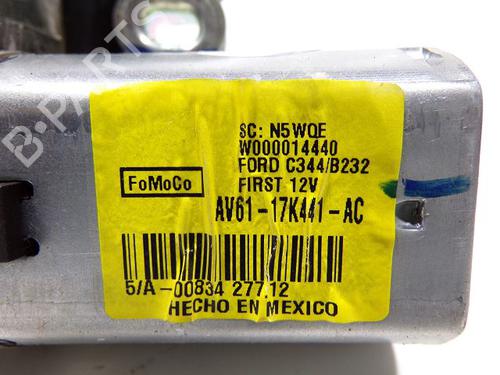 SC: N5WQE
W000014440
FORD C344/B232
FIRST 12V
FoMoCo
AV61-17K441-AC
5/A-00834 277.12
HECHO EN MEXICO